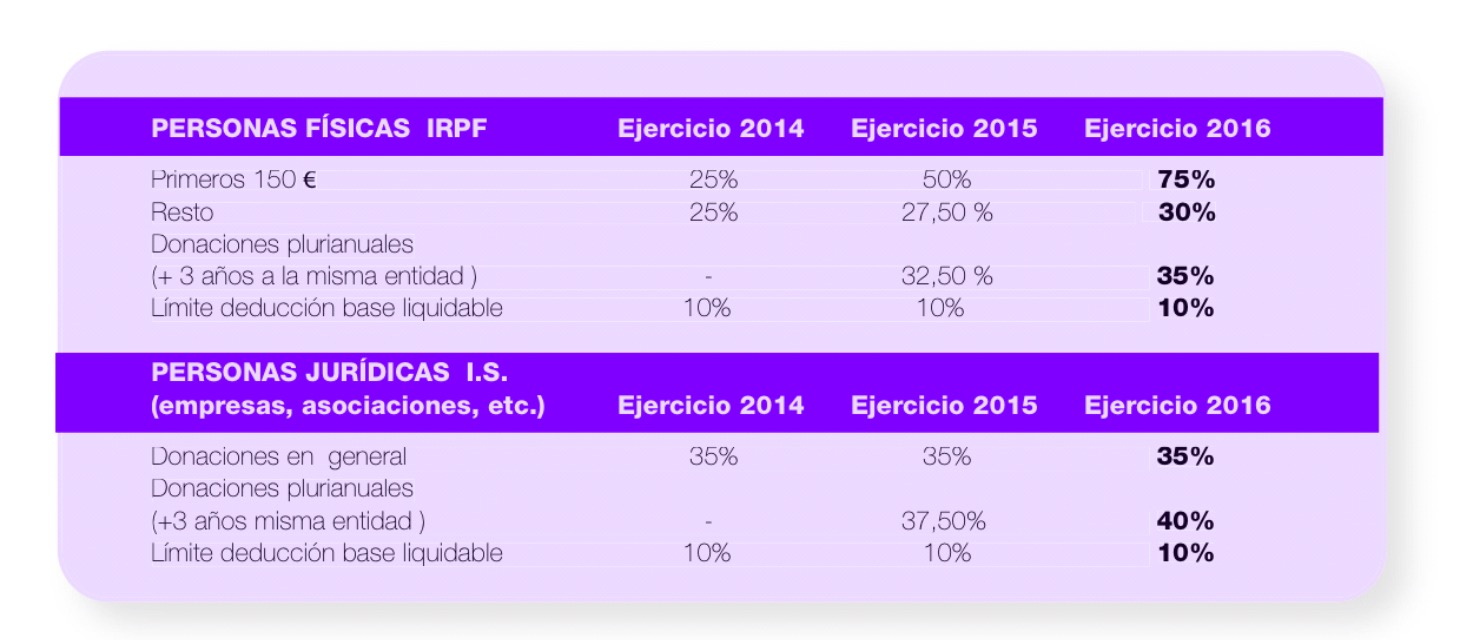 PERSONAS FÍSICAS IRPF Ejercicio 2014 Ejercicio 2015 Ejercicio 2016
Primeros 150 € 25% 50% 75%
Resto 25% 27,50 % 30%
Donaciones plurianuales
(+ 3 años a la misma entidad ) - 32,50 % 35%
Límite deducción base liquidable 10% 10% 10%
PERSONAS JURÍDICAS I.S.
(empresas, asociaciones, etc.) Ejercicio 2014 Ejercicio 2015 Ejercicio 2016
Donaciones en general 35% 35% 35%
Donaciones plurianuales
(+3 años misma entidad ) - 37,50% 40%
Límite deducción base liquidable 10% 10% 10%